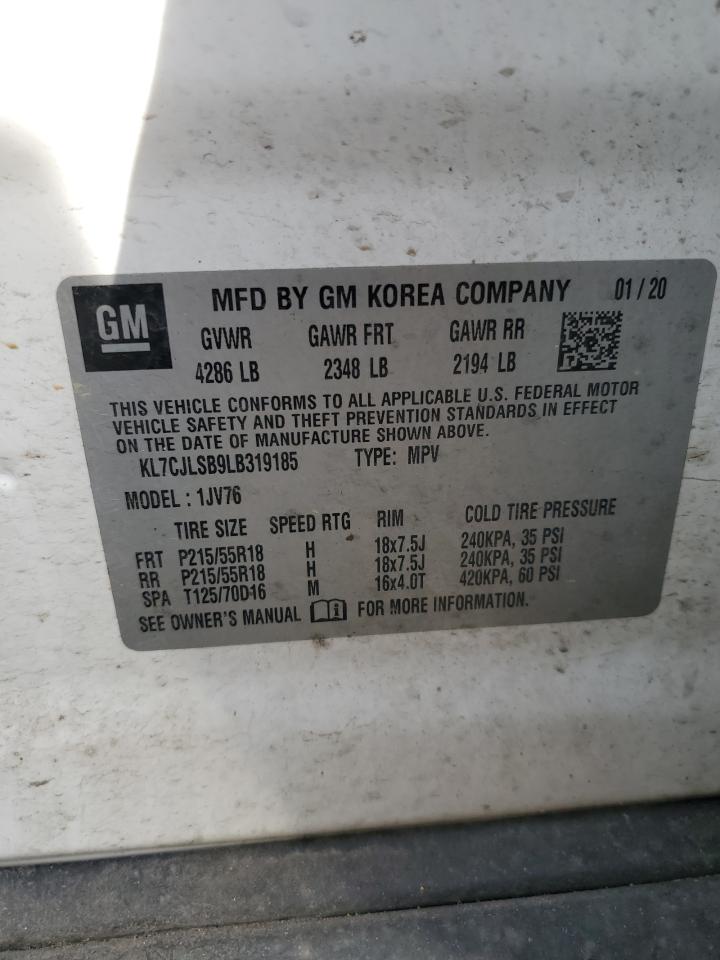 GM MFD BY GM KOREA COMPANY 01 / 20
GVWR GAWR FRT GAWR RR
4286 LB 2348 LB 2194 LB
THIS VEHICLE CONFORMS TO ALL APPLICABLE U.S. FEDERAL MOTOR
VEHICLE SAFETY AND THEFT PREVENTION STANDARDS IN EFFECT
ON THE DATE OF MANUFACTURE SHOWN ABOVE.
KL7CJLSB9LB319185 TYPE: MPV
MODEL : 1JV76
TIRE SIZE SPEED RTG RIM COLD TIRE PRESSURE
FRT P215/55R18 H 18x7.5J 240KPA, 35 PSI
RR P215/55R18 H 18x7.5J 240KPA, 35 PSI
SPA T125/70D16 M 16x4.0T 420KPA, 60 PSI
SEE OWNER'S MANUAL i FOR MORE INFORMATION.